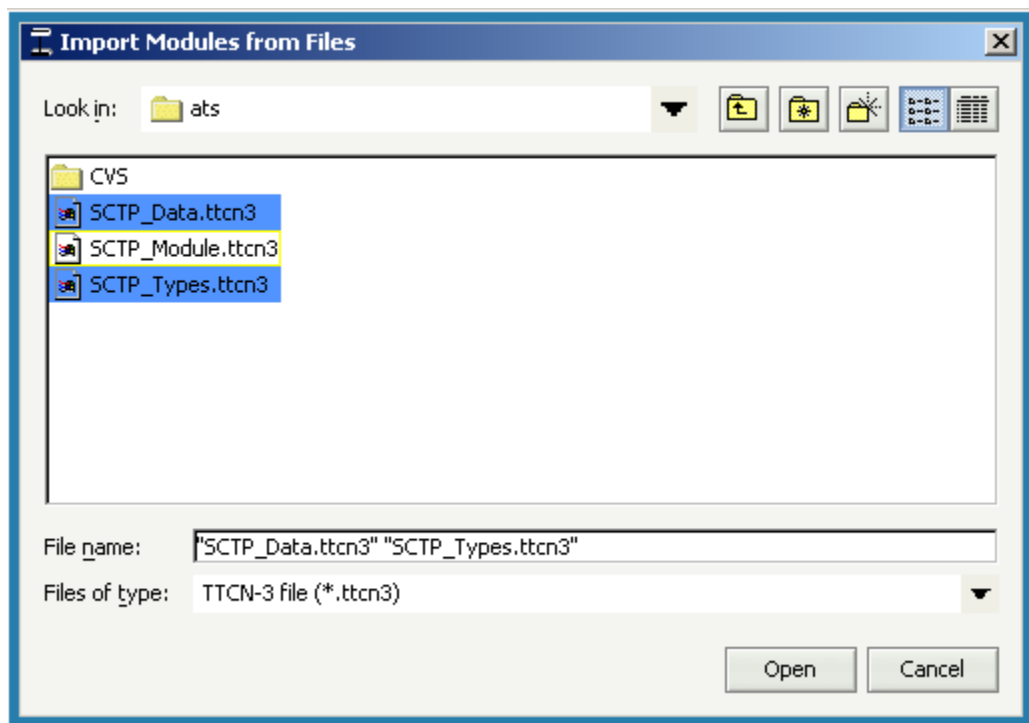 Import Modules from Files
Look in: ats
CVS
SCTP_Data.ttcn3
SCTP_Module.ttcn3
SCTP_Types.ttcn3
File name: "SCTP_Data.ttcn3" "SCTP_Types.ttcn3"
Files of type: TTCN-3 file (*.ttcn3)
Open Cancel